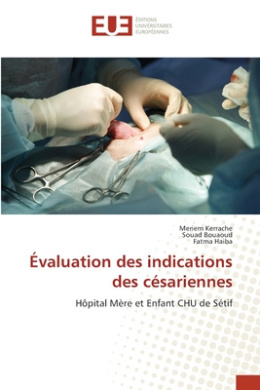 EUE
ÉDITIONS
UNIVERSITAIRES
EUROPÉENNES
Meriem Kerrache
Souad Bouaoud
Fatma Haiba
Évaluation des indications
des césariennes
Hôpital Mère et Enfant CHU de Sétif